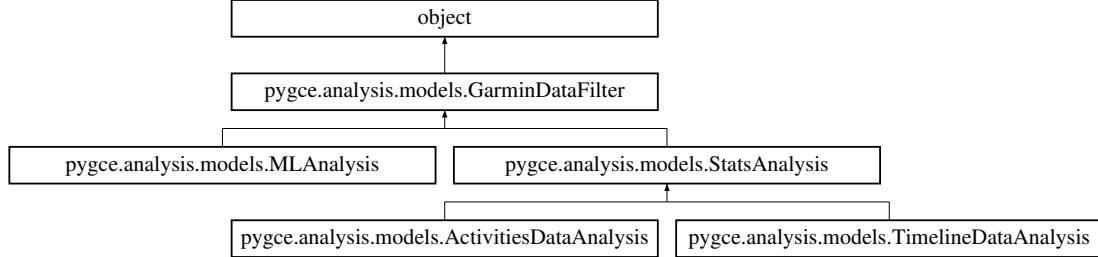 object
pygce.analysis.models.GarminDataFilter
pygce.analysis.models.MLAnalysis
pygce.analysis.models.StatsAnalysis
pygce.analysis.models.ActivitiesDataAnalysis
pygce.analysis.models.TimelineDataAnalysis